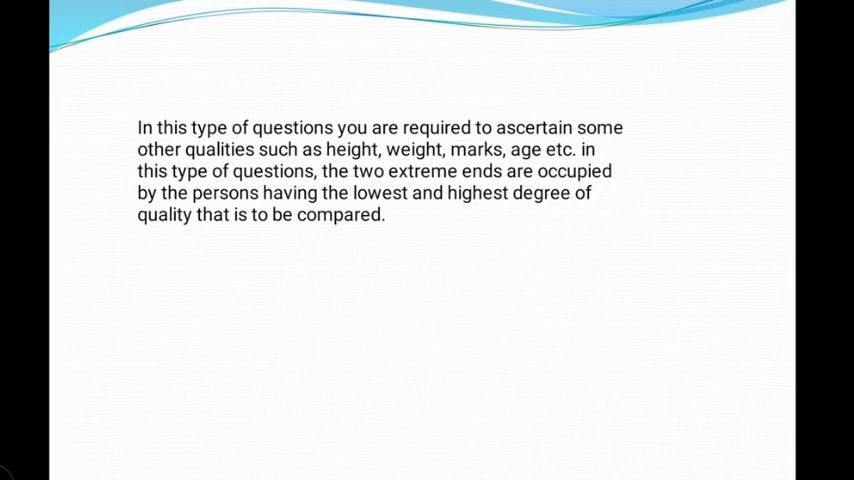 In this type of questions you are required to ascertain some
other qualities such as height, weight, marks, age etc. in
this type of questions, the two extreme ends are occupied
by the persons having the lowest and highest degree of
quality that is to be compared.